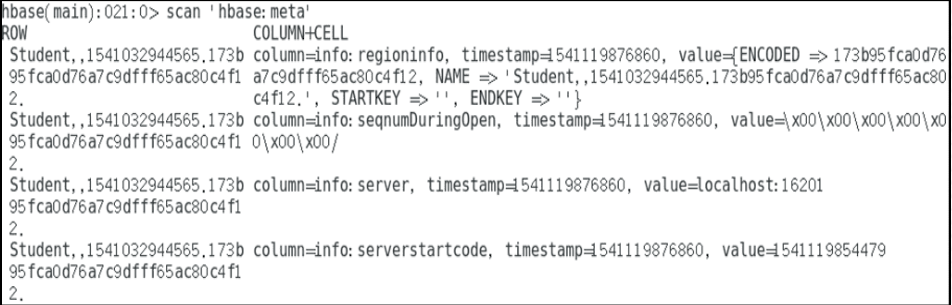 hbase(main):021:0> scan 'hbase:meta'
ROW COLUMN+CELL
Student,,1541032944565.173b column=info:regioninfo, timestamp=1541119876860, value={ENCODED => 173b95fca0d76
95fca0d76a7c9dfff65ac80c4f1 a7c9dfff65ac80c4f12, NAME => 'Student,,1541032944565.173b95fca0d76a7c9dfff65ac80
2. c4f12.', STARTKEY => '', ENDKEY => ''}
Student,,1541032944565.173b column=info:seqnumDuringOpen, timestamp=1541119876860, value=\x00\x00\x00\x00\x0
95fca0d76a7c9dfff65ac80c4f1 0\x00\x00/
2.
Student,,1541032944565.173b column=info:server, timestamp=1541119876860, value=localhost:16201
95fca0d76a7c9dfff65ac80c4f1
2.
Student,,1541032944565.173b column=info:serverstartcode, timestamp=1541119876860, value=1541119854479
95fca0d76a7c9dfff65ac80c4f1
2.